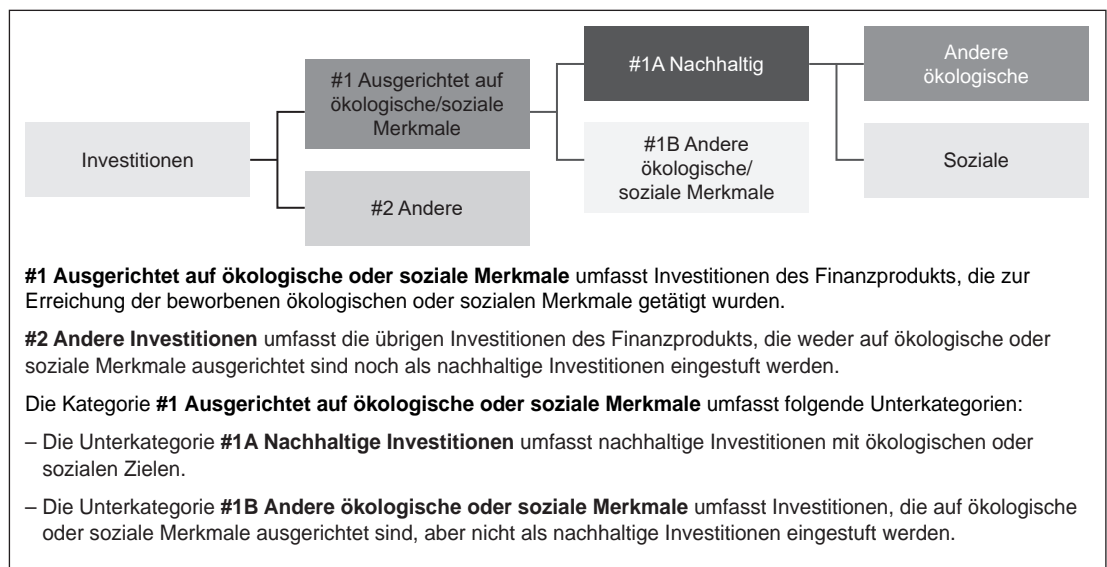 Investitionen
#1 Ausgerichtet auf
ökologische/soziale
Merkmale
#2 Andere
#1A Nachhaltig
#1B Andere
ökologische/
soziale Merkmale
Andere
ökologische
Soziale
#1 Ausgerichtet auf ökologische oder soziale Merkmale umfasst Investitionen des Finanzprodukts, die zur
Erreichung der beworbenen ökologischen oder sozialen Merkmale getätigt wurden.
#2 Andere Investitionen umfasst die übrigen Investitionen des Finanzprodukts, die weder auf ökologische oder
soziale Merkmale ausgerichtet sind noch als nachhaltige Investitionen eingestuft werden.
Die Kategorie #1 Ausgerichtet auf ökologische oder soziale Merkmale umfasst folgende Unterkategorien:
– Die Unterkategorie #1A Nachhaltige Investitionen umfasst nachhaltige Investitionen mit ökologischen oder
sozialen Zielen.
– Die Unterkategorie #1B Andere ökologische oder soziale Merkmale umfasst Investitionen, die auf ökologische
oder soziale Merkmale ausgerichtet sind, aber nicht als nachhaltige Investitionen eingestuft werden.